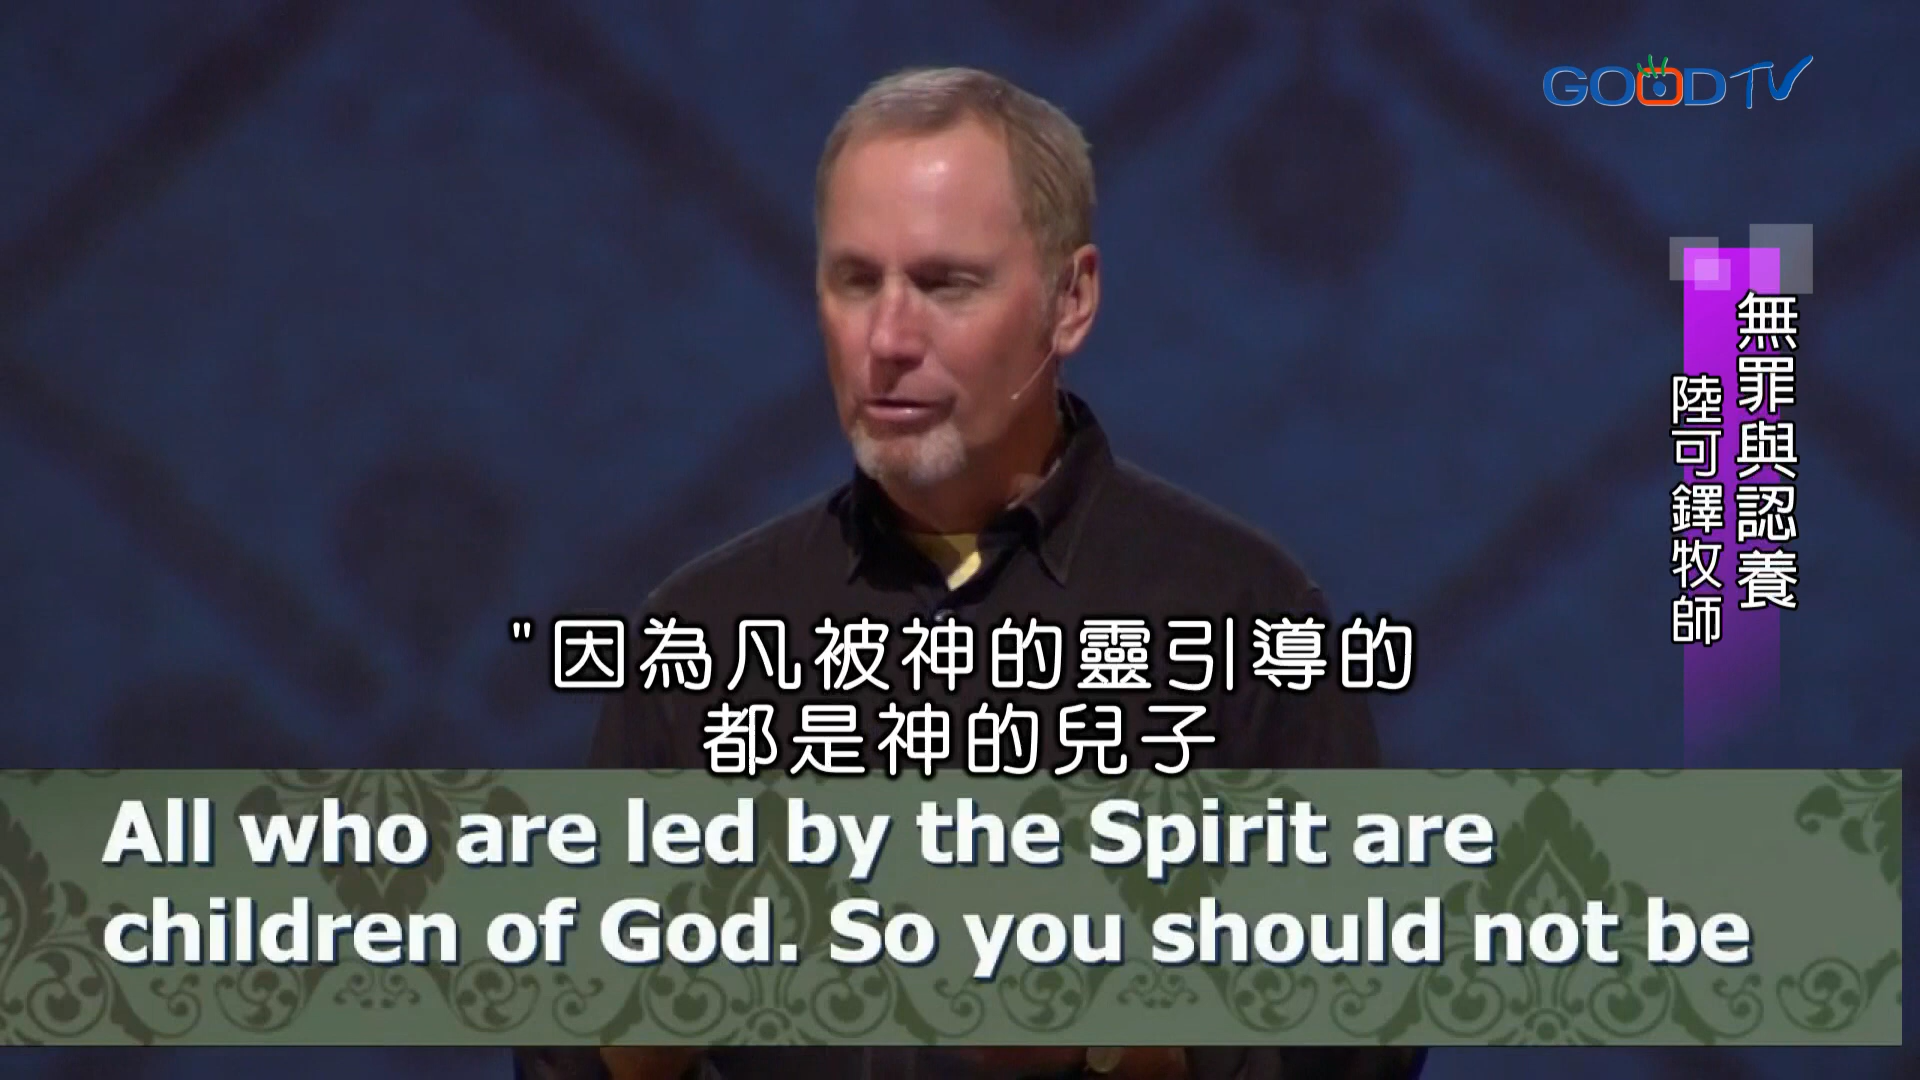 GOODTV
無罪與認養
陸可鐸牧師
"因為凡被神的靈引導的
都是神的兒子
All who are led by the Spirit are
children of God. So you should not be